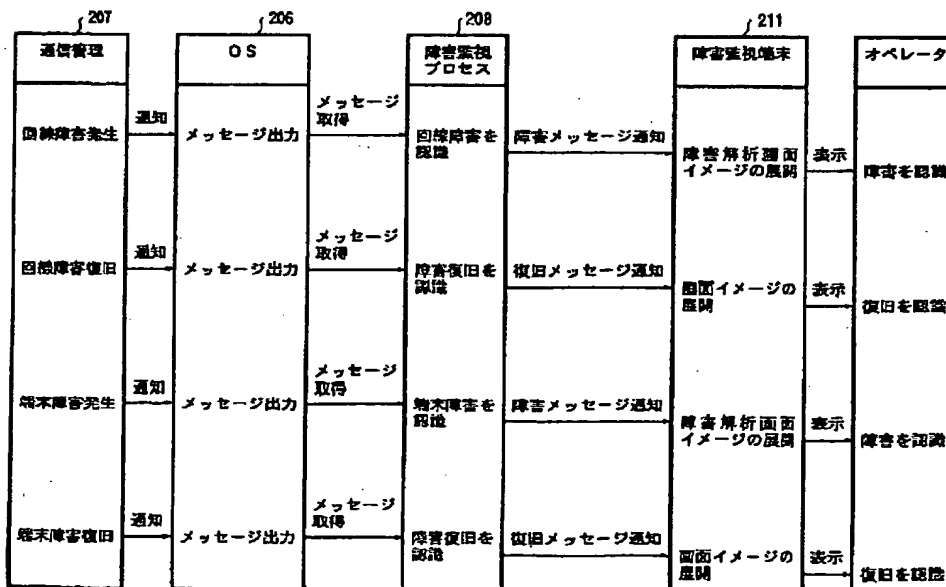 207
206
208
211
通信管理
OS
障害監視
プロセス
障害監視端末
オペレータ
回線障害発生
通知
メッセージ出力
メッセージ
取得
回線障害を
認識
障害メッセージ通知
障害解析画面
イメージの展開
表示
障害を認識
回線障害復旧
通知
メッセージ出力
メッセージ
取得
障害復旧を
認識
復旧メッセージ通知
画面イメージの
展開
表示
復旧を認識
端末障害発生
通知
メッセージ出力
メッセージ
取得
端末障害を
認識
障害メッセージ通知
障害解析画面
イメージの展開
表示
障害を認識
端末障害復旧
通知
メッセージ出力
メッセージ
取得
障害復旧を
認識
復旧メッセージ通知
画面イメージの
展開
表示
復旧を認識